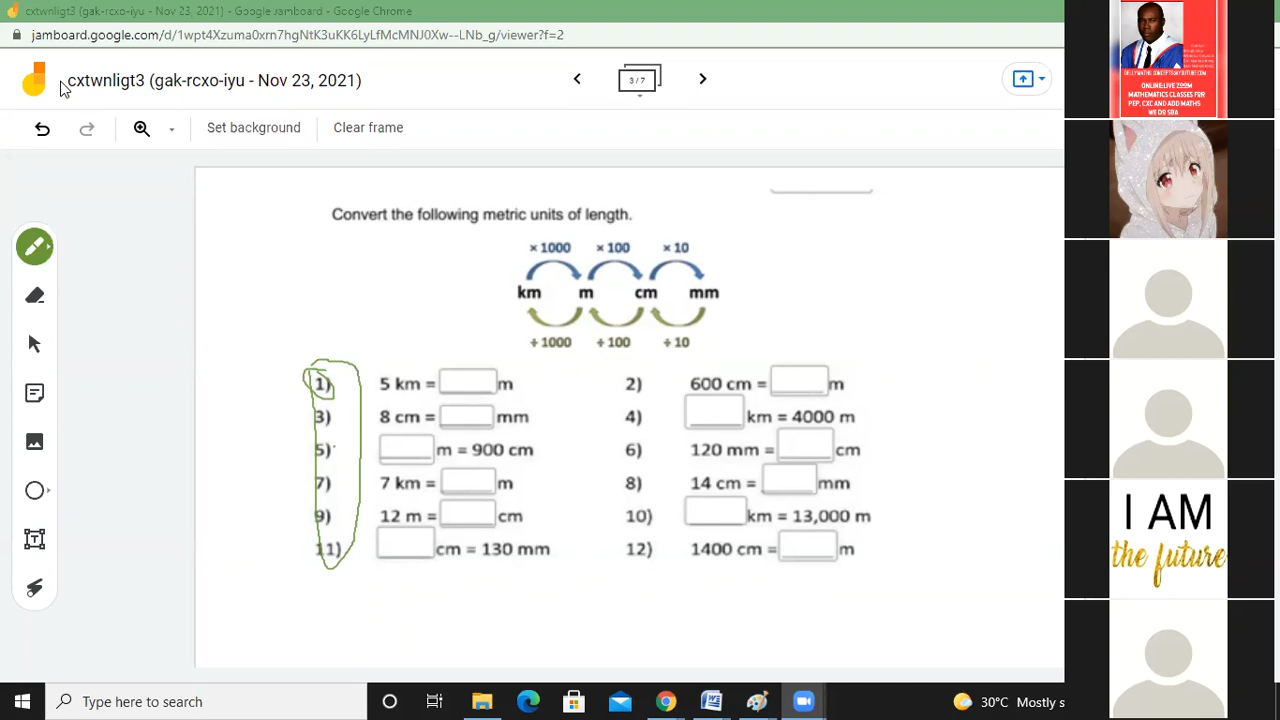 cxtwnligt3 (gak-rcxo-iyu - Nov 23, 2021) - Google Jamboard - Google Chrome
jamboard.google.com/d/1wpt4Xzuma0xrn7hgNtK3uKK6LyLfMcMNJ0Xw--LNb_g/viewer?f=2
cxtwnligt3 (gak-rcxo-iyu - Nov 23, 2021)
3 / 7
Set background
Clear frame
Convert the following metric units of length.
× 1000 × 100 × 10
km m cm mm
÷ 1000 ÷ 100 ÷ 10
1) 5 km = m 2) 600 cm = m
3) 8 cm = mm 4) km = 4000 m
5) m = 900 cm 6) 120 mm = cm
7) 7 km = m 8) 14 cm = mm
9) 12 m = cm 10) km = 13,000 m
11) cm = 130 mm 12) 1400 cm = m
ONLINE:LIVE ZOOM
MATHEMATICS CLASSES FRR
PEP, CXC AND ADD MATHS
WE DO SBA
I AM
the future
Type here to search
30°C Mostly s